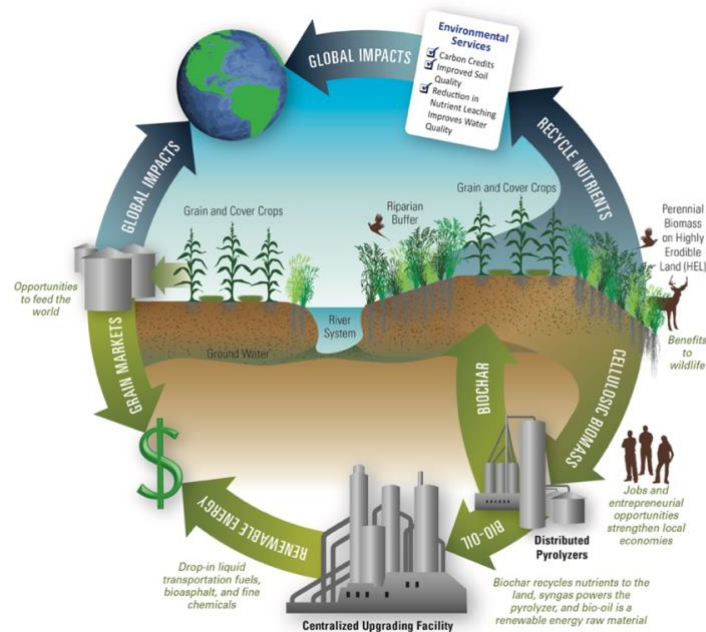 GLOBAL IMPACTS
Environmental
Services
Carbon Credits
Improved Soil
Quality
Reduction in
Nutrient Leaching
Improves Water
Quality
GLOBAL IMPACTS
RECYCLE NUTRIENTS
Grain and Cover Crops
Riparian
Buffer
Grain and Cover Crops
Perennial
Biomass
on Highly
Erodible
Land (HEL)
Opportunities
to feed the
world
River
System
Ground Water
Benefits
to
wildlife
GRAIN MARKETS
BIOCHAR
CELLULOSIC BIOMASS
$
Jobs and
entrepreneurial
opportunities
strengthen local
economies
RENEWABLE ENERGY
BIO-OIL
Distributed
Pyrolyzers
Drop-in liquid
transportation fuels,
bioasphalt, and fine
chemicals
Biochar recycles nutrients to the
land, syngas powers the
pyrolyzer, and bio-oil is a
renewable energy raw material
Centralized Upgrading Facility